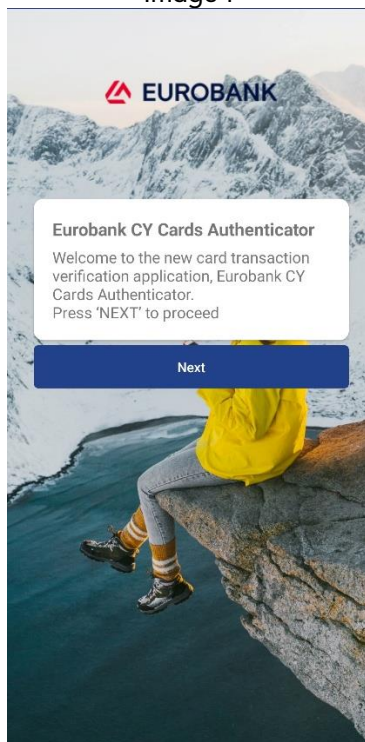 EUROBANK
Eurobank CY Cards Authenticator
Welcome to the new card transaction
verification application, Eurobank CY
Cards Authenticator.
Press ‘NEXT’ to proceed
Next